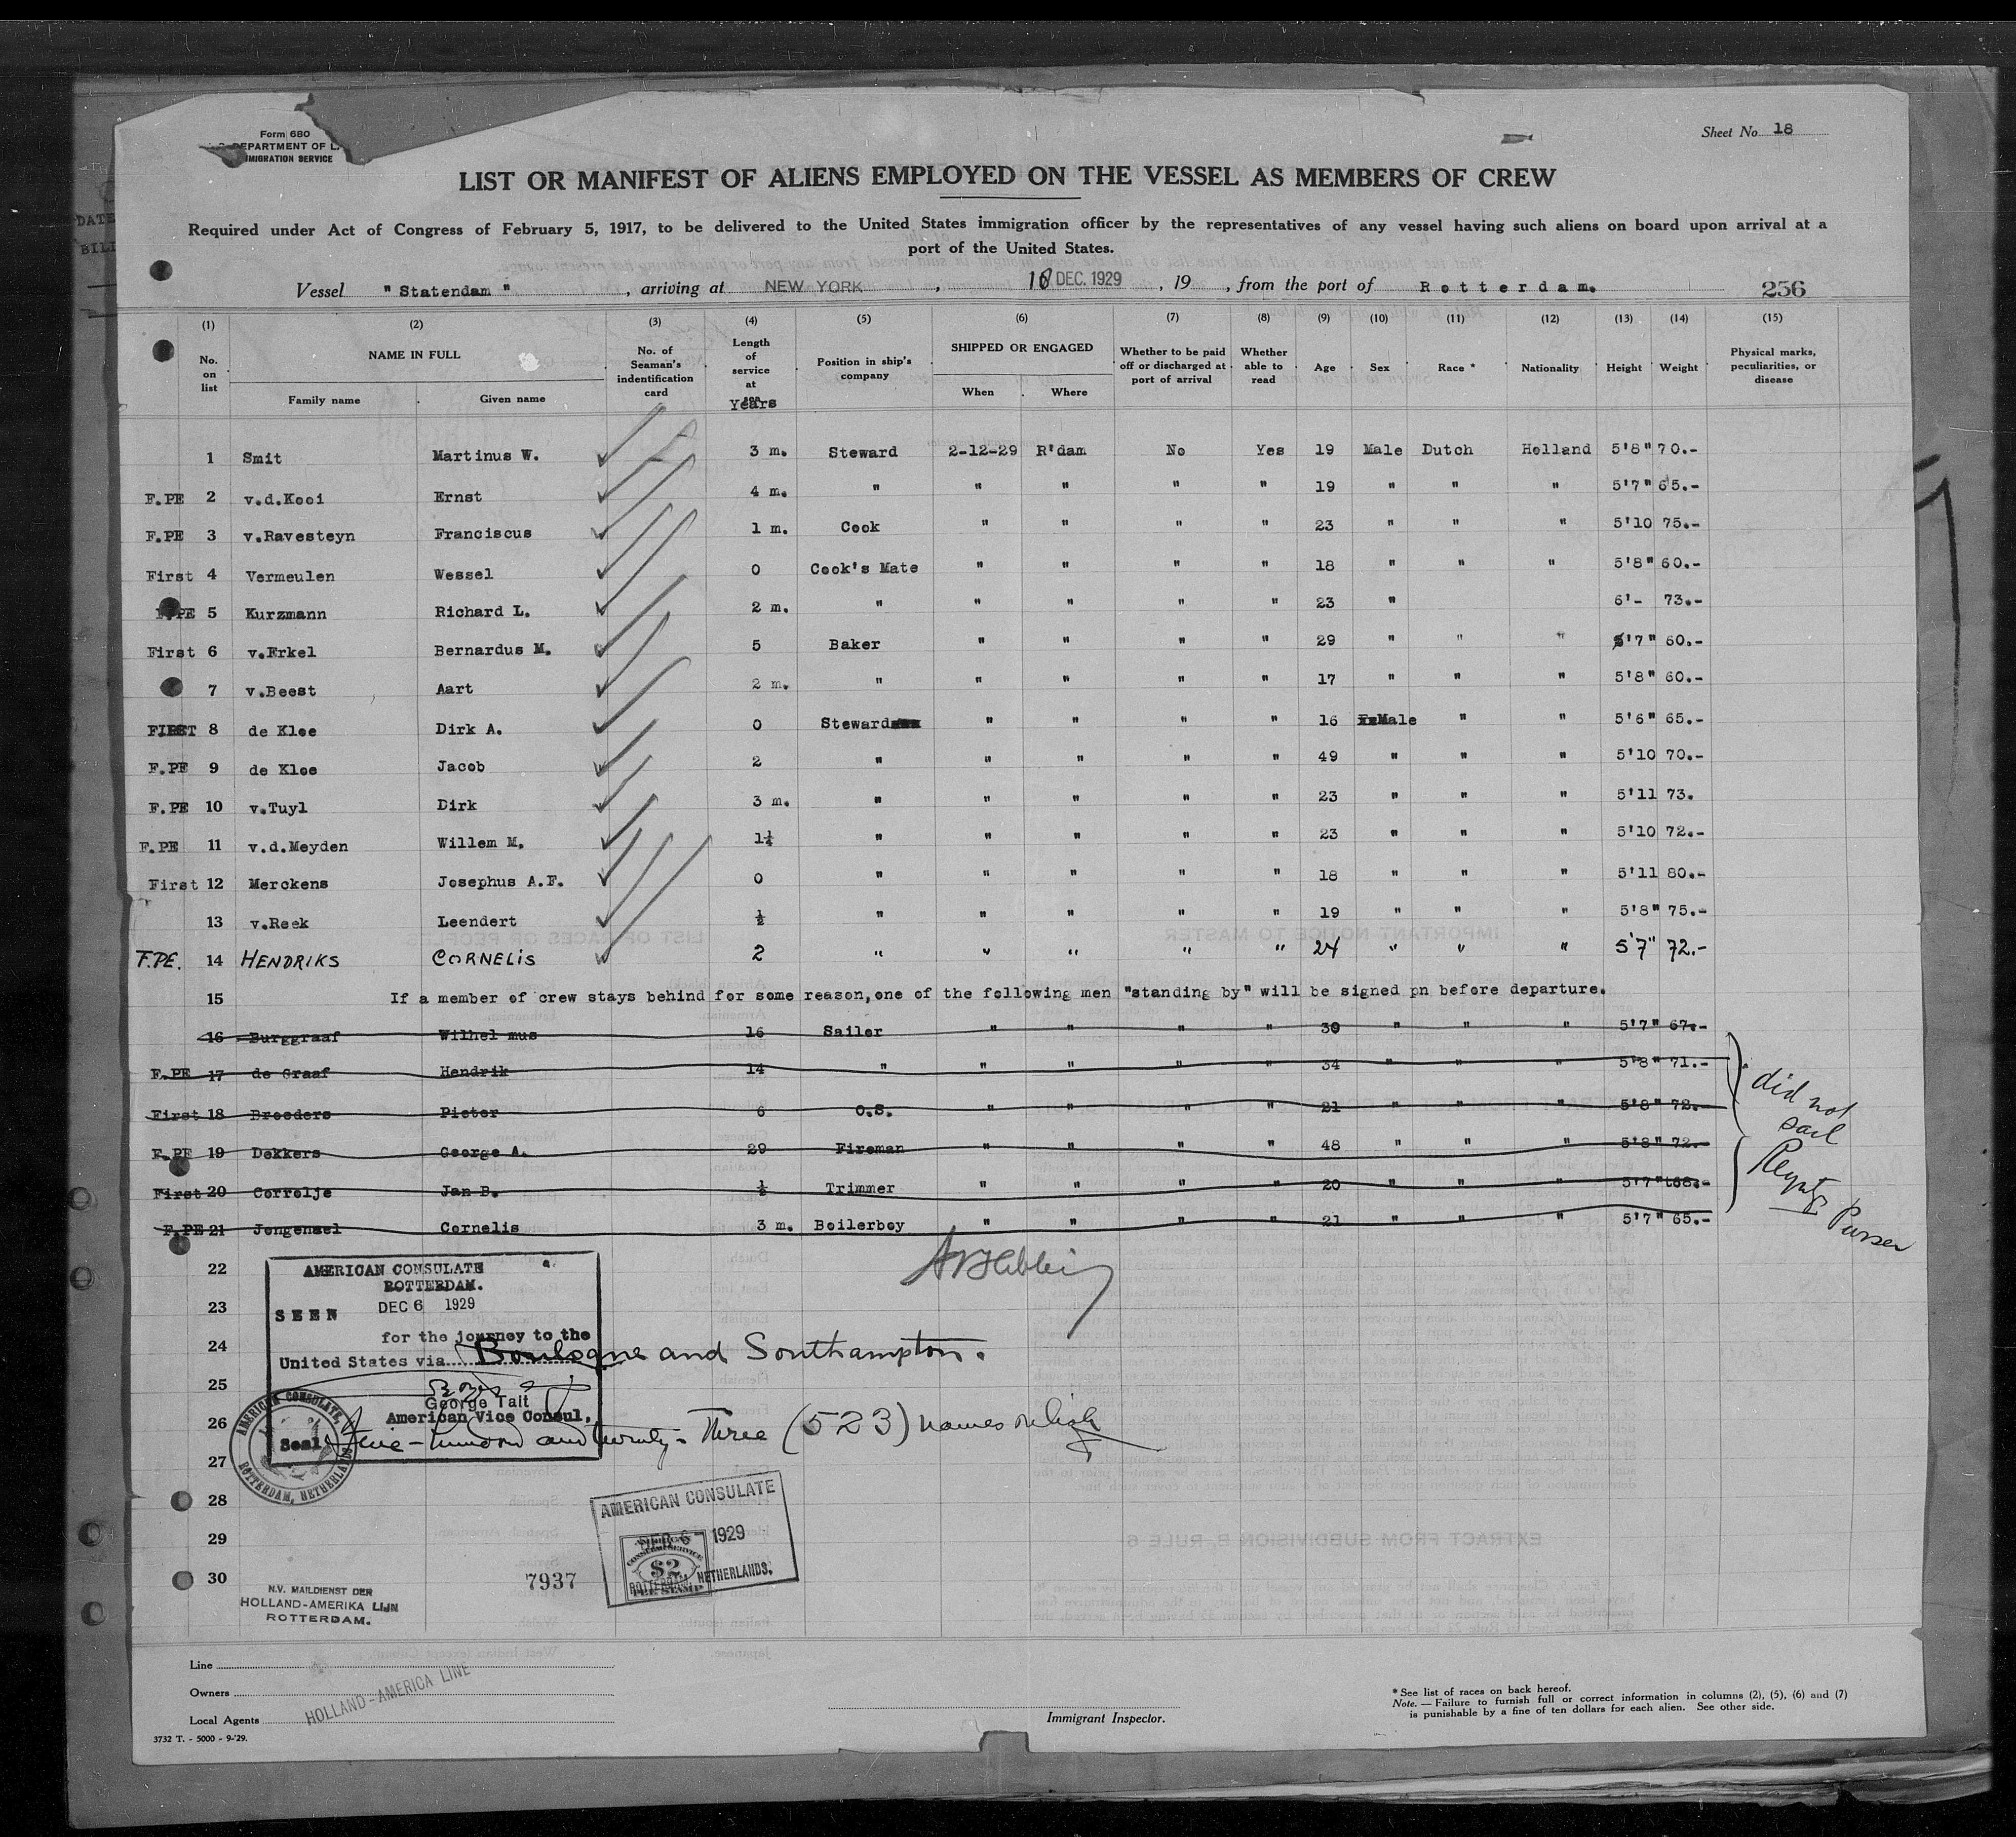 Form 680
DEPARTMENT OF
IMMIGRATION SERVICE
Sheet No. 18
LIST OR MANIFEST OF ALIENS EMPLOYED ON THE VESSEL AS MEMBERS OF CREW
Required under Act of Congress of February 5, 1917, to be delivered to the United States immigration officer by the representatives of any vessel having such aliens on board upon arrival at a
port of the United States.
DATE
BILL
Vessel "Statendam", arriving at NEW YORK, 18 DEC. 1929, 19 , from the port of Rotterdam. 256
(1) (2) (3) (4) (5) (6) (7) (8) (9) (10) (11) (12) (13) (14) (15)
No. on list NAME IN FULL Family name Given name No. of Seaman's indentification card Length of service at Years Position in ship's company SHIPPED OR ENGAGED When Where Whether to be paid off or discharged at port of arrival Whether able to read Age Sex Race * Nationality Height Weight Physical marks, peculiarities, or disease
1 Smit Martinus W. 3 m. Steward 2-12-29 R'dam No Yes 19 Male Dutch Holland 5'8" 70.-
F.PE 2 v.d.Kooi Ernst 4 m. " " " " " 19 " " " 5'7" 65.-
F.PE 3 v.Ravesteyn Franciscus 1 m. Cook " " " " 23 " " " 5'10 75.-
First 4 Vermeulen Wessel 0 Cook's Mate " " " " 18 " " " 5'8" 60.-
F.PE 5 Kurzmann Richard L. 2 m. " " " " " 23 " 6'- 73.-
First 6 v.Erkel Bernardus M. 5 Baker " " " " 29 " " " 5'7" 60.-
7 v.Beest Aart 2 m. " " " " " 17 " " " 5'8" 60.-
FIRST 8 de Kloe Dirk A. 0 Steward " " " " 16 Male " " 5'6" 65.-
F.PE 9 de Kloe Jacob 2 " " " " " 49 " " " 5'10 70.-
F.PE 10 v.Tuyl Dirk 3 m. " " " " " 23 " " " 5'11 73.
F.PE 11 v.d.Meyden Willem M. 1¼ " " " " " 23 " " " 5'10 72.-
First 12 Merckens Josephus A.F. 0 " " " " " 18 " " " 5'11 80.-
13 v.Reek Leendert ½ " " " " " 19 " " " 5'8" 75.-
F.PE. 14 HENDRIKS CORNELIS 2 " " " " " 24 " " " 5'7" 72.-
15 If a member of crew stays behind for some reason,one of the following men "standing by" will be signed pn before departure.
16 Burggraaf Wilhel mus 16 Sailor " " " " 30 " " " 5'7" 67.-
F.PE 17 de Graaf Hendrik 14 " " " " " 34 " " " 5'8" 71.-
First 18 Breeders Pieter 6 O.S. " " " " 21 " " " 5'8" 72.-
F.PE 19 Dekkers George A. 29 Fireman " " " " 48 " " " 5'8" 72.-
First 20 Correlje Jan B. ½ Trimmer " " " " 20 " " " 5'7" 68.-
F.PE 21 Jongeneel Cornelis 3 m. Boilerboy " " " " 21 " " " 5'7" 65.-
did not
sail
Purser
22
23
24
25
26
27
28
29
30
AMERICAN CONSULATE
ROTTERDAM.
SEEN DEC 6 1929
for the journey to the
United States via Boulogne and Southampton.
George Tait
American Vice Consul.
Seal
AMERICAN CONSULATE, ROTTERDAM, NETHERLANDS
Five-hundred and twenty-Three (523) names on list
AMERICAN CONSULATE
6 1929
$2
ROTTERDAM, NETHERLANDS.
7937
N.V. MAILDIENST DER
HOLLAND-AMERIKA LIJN
ROTTERDAM.
Line
Owners
Local Agents
HOLLAND-AMERICA LINE
3732 T. - 5000 - 9-'29.
Immigrant Inspector.
* See list of races on back hereof.
Note. — Failure to furnish full or correct information in columns (2), (5), (6) and (7)
is punishable by a fine of ten dollars for each alien. See other side.